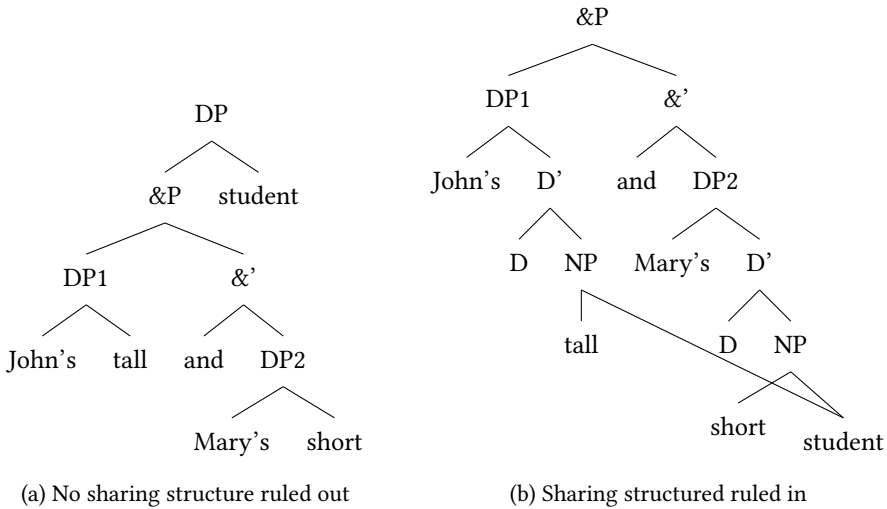 DP
&P student
DP1 &’
John’s tall and DP2
Mary’s short
(a) No sharing structure ruled out
&P
DP1 &’
John’s D’ and DP2
D NP Mary’s D’
tall D NP
short
student
(b) Sharing structured ruled in